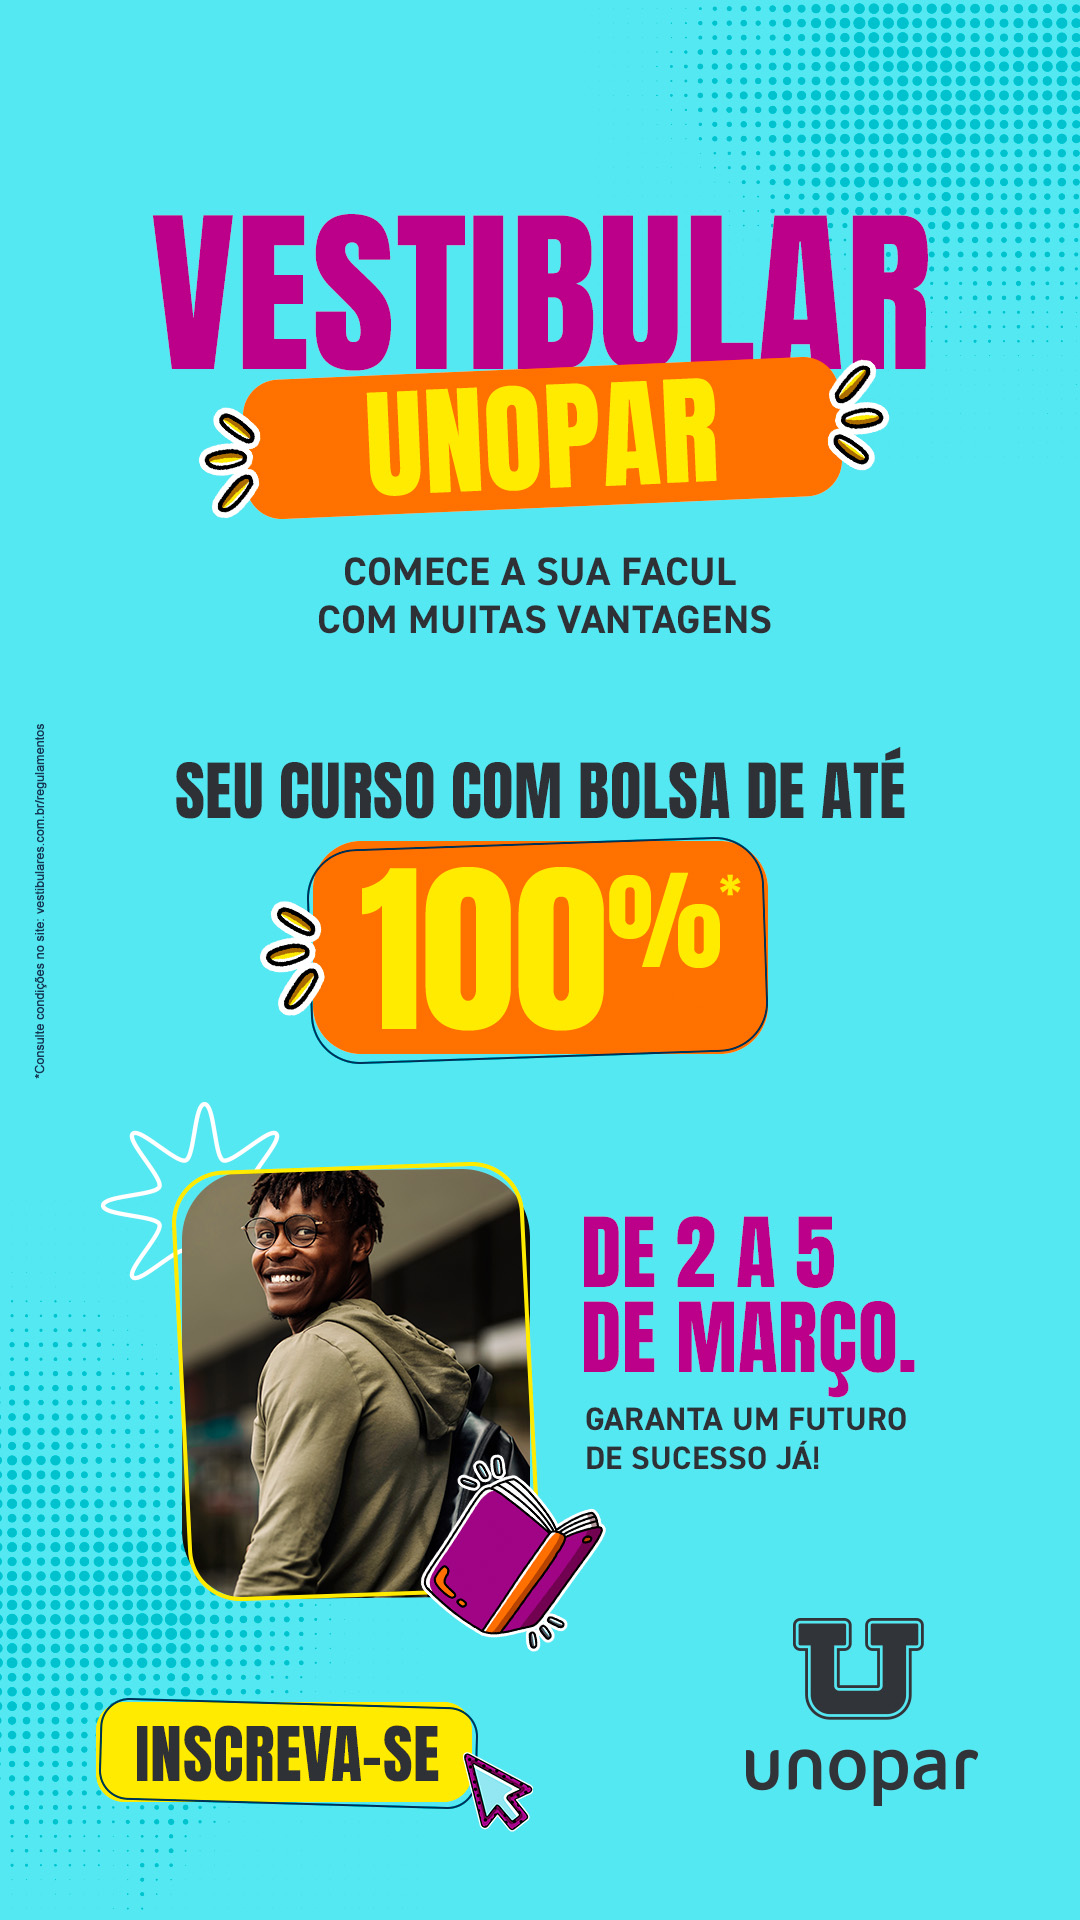 VESTIBULAR
UNOPAR
COMECE A SUA FACUL
COM MUITAS VANTAGENS
SEU CURSO COM BOLSA DE ATÉ
100%*
*Consulte condições no site: vestibulares.com.br/regulamentos
DE 2 A 5
DE MARÇO.
GARANTA UM FUTURO
DE SUCESSO JÁ!
INSCREVA-SE
U
unopar